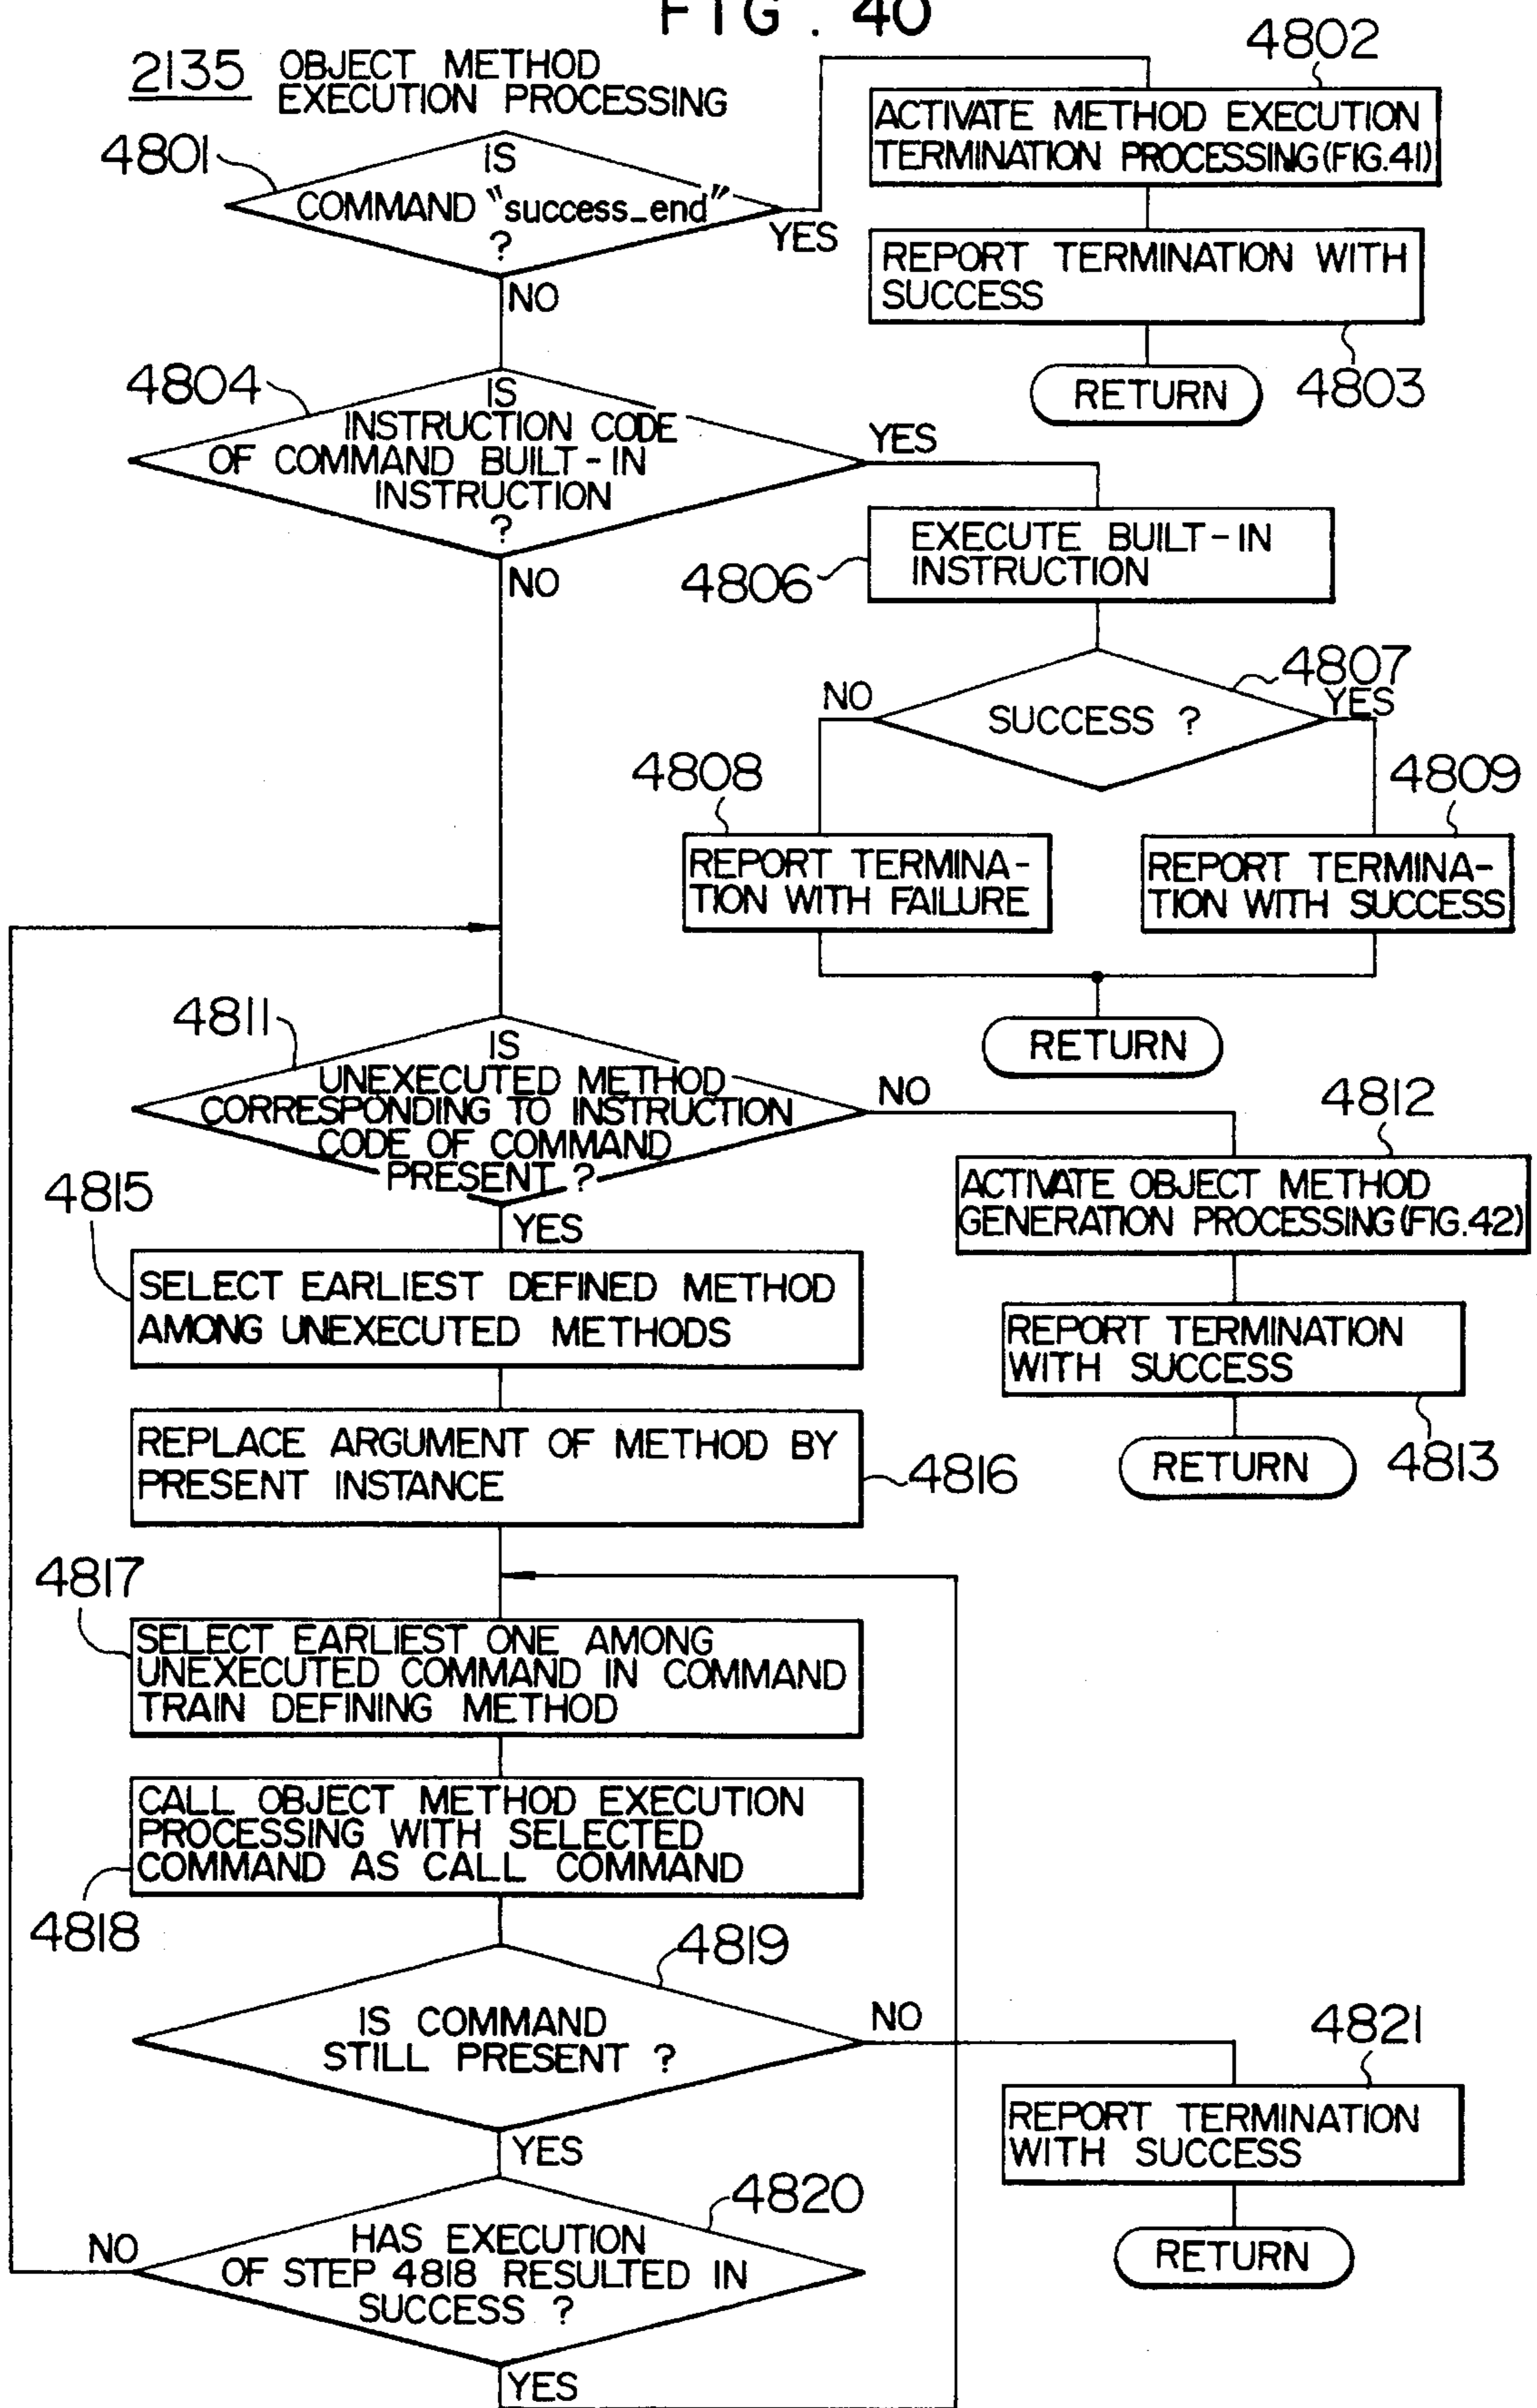 FIG. 40
2135 OBJECT METHOD
EXECUTION PROCESSING
4801
IS
COMMAND "success_end"
?
YES
NO
4802
ACTIVATE METHOD EXECUTION
TERMINATION PROCESSING(FIG.41)
REPORT TERMINATION WITH
SUCCESS
RETURN
4803
4804
IS
INSTRUCTION CODE
OF COMMAND BUILT-IN
INSTRUCTION
?
YES
NO
EXECUTE BUILT-IN
INSTRUCTION
4806
4807
SUCCESS ?
NO
YES
4808
REPORT TERMINA-
TION WITH FAILURE
4809
REPORT TERMINA-
TION WITH SUCCESS
RETURN
4811
IS
UNEXECUTED METHOD
CORRESPONDING TO INSTRUCTION
CODE OF COMMAND
PRESENT ?
NO
YES
4812
ACTIVATE OBJECT METHOD
GENERATION PROCESSING(FIG.42)
REPORT TERMINATION
WITH SUCCESS
RETURN
4813
4815
SELECT EARLIEST DEFINED METHOD
AMONG UNEXECUTED METHODS
REPLACE ARGUMENT OF METHOD BY
PRESENT INSTANCE
4816
4817
SELECT EARLIEST ONE AMONG
UNEXECUTED COMMAND IN COMMAND
TRAIN DEFINING METHOD
CALL OBJECT METHOD EXECUTION
PROCESSING WITH SELECTED
COMMAND AS CALL COMMAND
4818
4819
IS COMMAND
STILL PRESENT ?
NO
YES
4821
REPORT TERMINATION
WITH SUCCESS
RETURN
4820
HAS EXECUTION
OF STEP 4818 RESULTED IN
SUCCESS ?
NO
YES